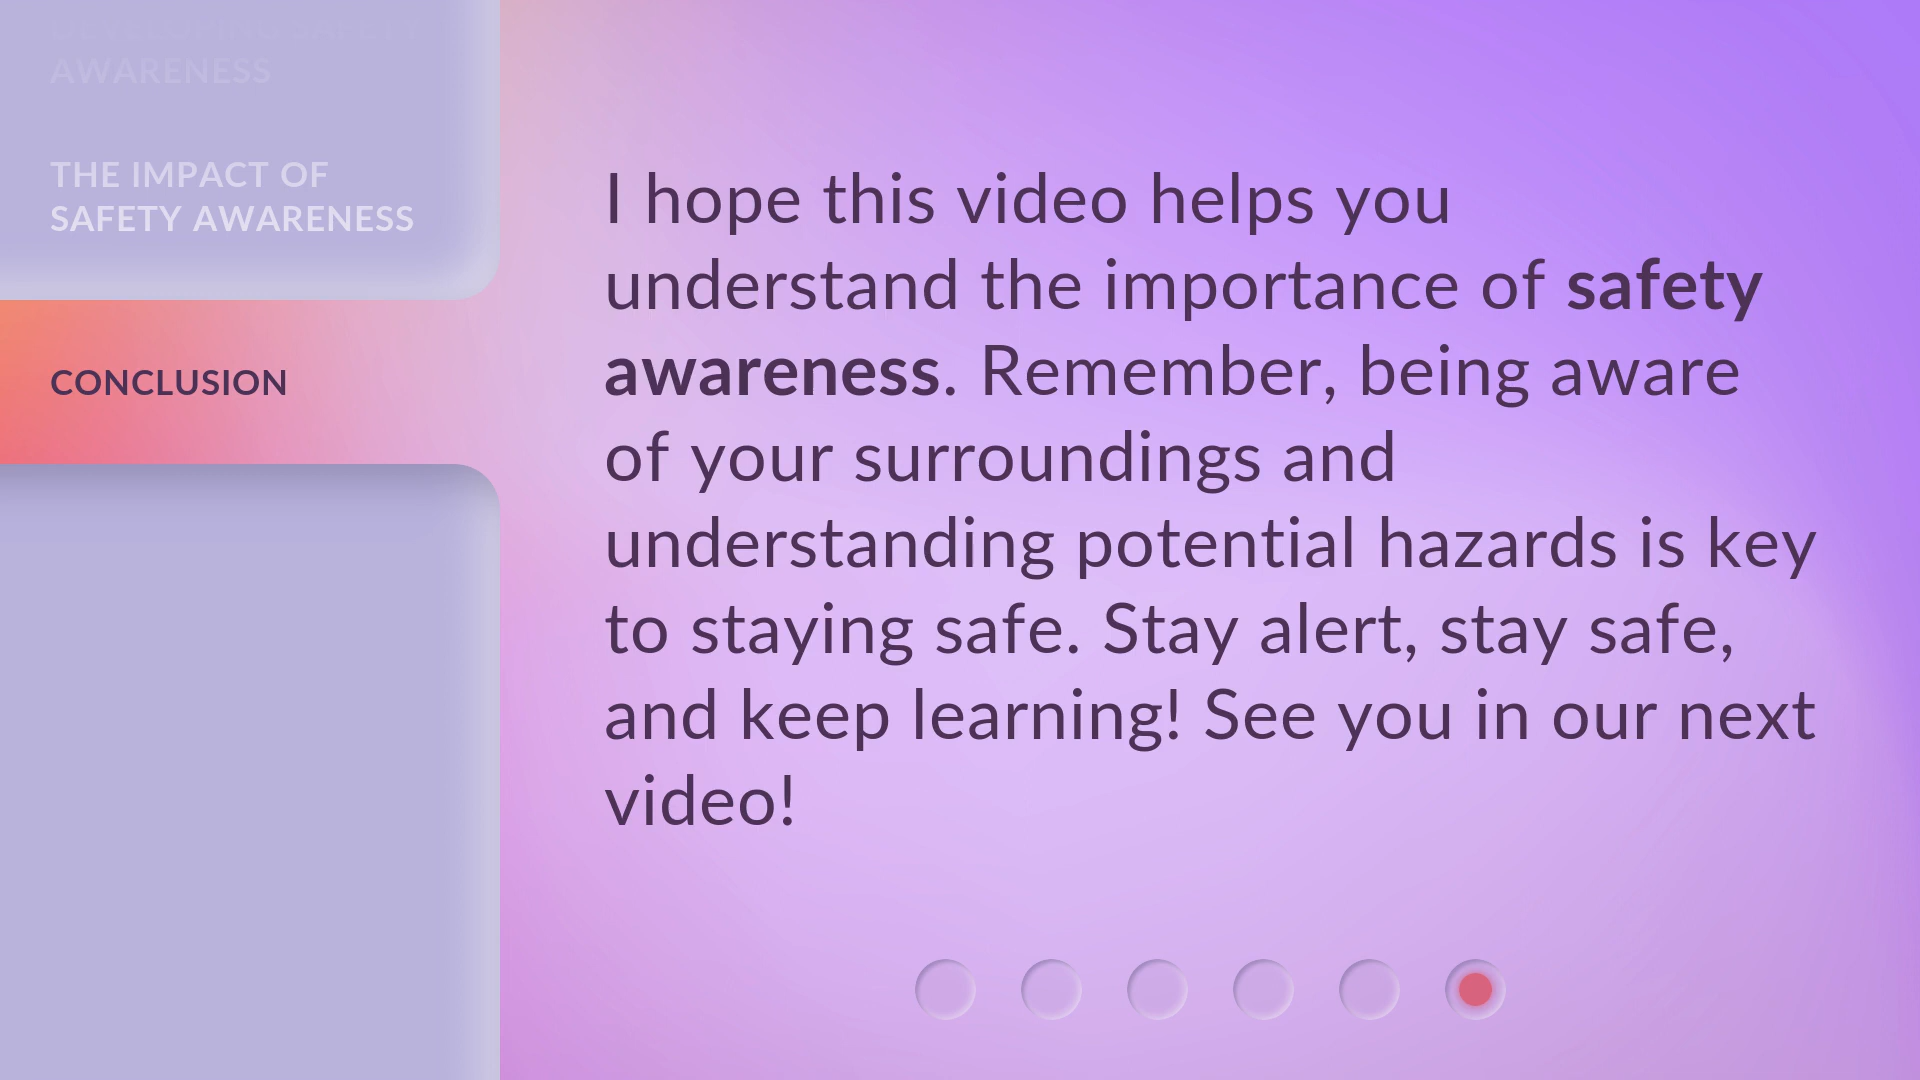 DEVELOPING SAFETY
AWARENESS
THE IMPACT OF
SAFETY AWARENESS
CONCLUSION
I hope this video helps you
understand the importance of safety
awareness. Remember, being aware
of your surroundings and
understanding potential hazards is key
to staying safe. Stay alert, stay safe,
and keep learning! See you in our next
video!